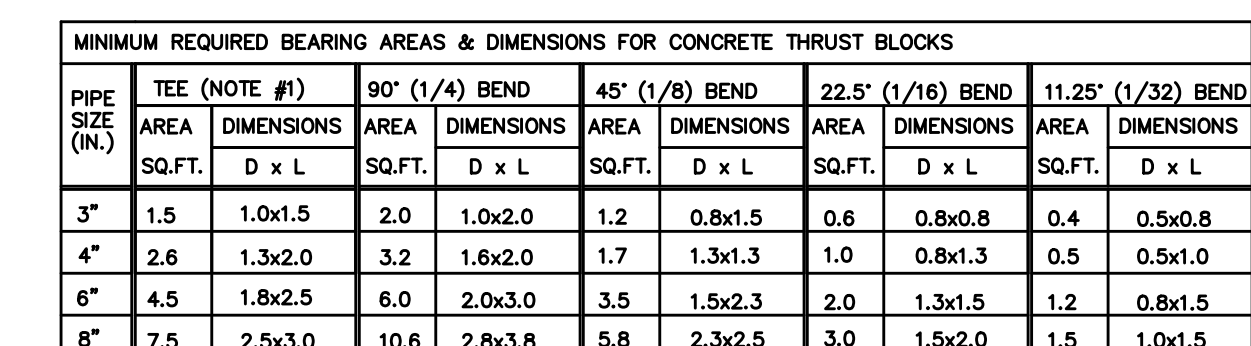 MINIMUM REQUIRED BEARING AREAS & DIMENSIONS FOR CONCRETE THRUST BLOCKS
PIPE SIZE (IN.) TEE (NOTE #1) 90° (1/4) BEND 45° (1/8) BEND 22.5° (1/16) BEND 11.25° (1/32) BEND
AREA DIMENSIONS AREA DIMENSIONS AREA DIMENSIONS AREA DIMENSIONS AREA DIMENSIONS
SQ.FT. D x L SQ.FT. D x L SQ.FT. D x L SQ.FT. D x L SQ.FT. D x L
3" 1.5 1.0x1.5 2.0 1.0x2.0 1.2 0.8x1.5 0.6 0.8x0.8 0.4 0.5x0.8
4" 2.6 1.3x2.0 3.2 1.6x2.0 1.7 1.3x1.3 1.0 0.8x1.3 0.5 0.5x1.0
6" 4.5 1.8x2.5 6.0 2.0x3.0 3.5 1.5x2.3 2.0 1.3x1.5 1.2 0.8x1.5
8" 7.5 2.5x3.0 10.6 2.8x3.8 5.8 2.3x2.5 3.0 1.5x2.0 1.5 1.0x1.5